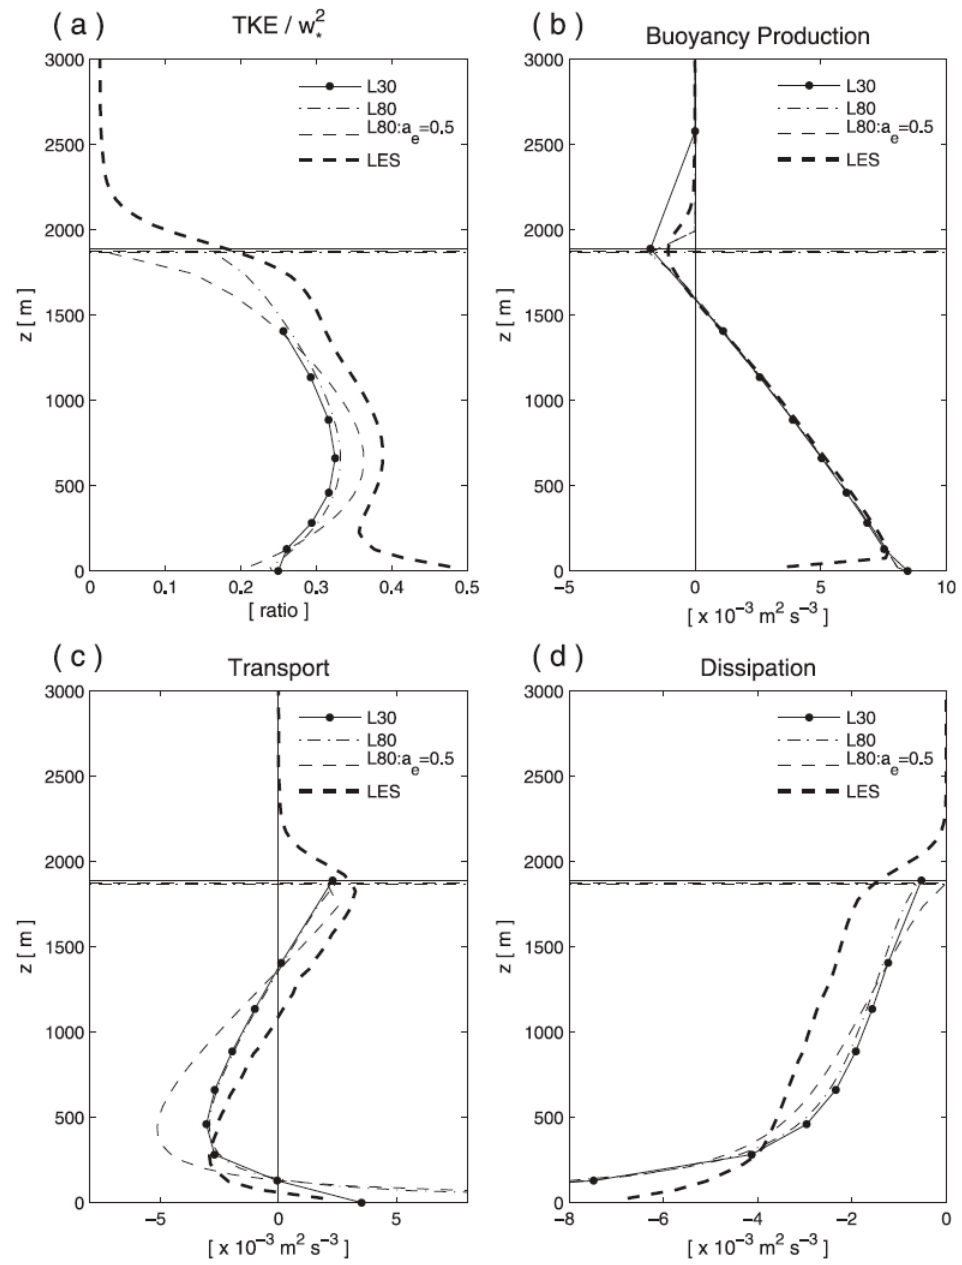 ( a )
TKE / w*²
3000
2500
2000
1500
1000
500
0
z [ m ]
L30
L80
L80:aₑ=0.5
LES
0 0.1 0.2 0.3 0.4 0.5
[ ratio ]
( b )
Buoyancy Production
3000
2500
2000
1500
1000
500
0
z [ m ]
L30
L80
L80:aₑ=0.5
LES
−5 0 5 10
[ x 10⁻³ m² s⁻³ ]
( c )
Transport
3000
2500
2000
1500
1000
500
0
z [ m ]
L30
L80
L80:aₑ=0.5
LES
−5 0 5
[ x 10⁻³ m² s⁻³ ]
( d )
Dissipation
3000
2500
2000
1500
1000
500
0
z [ m ]
L30
L80
L80:aₑ=0.5
LES
−8 −6 −4 −2 0
[ x 10⁻³ m² s⁻³ ]